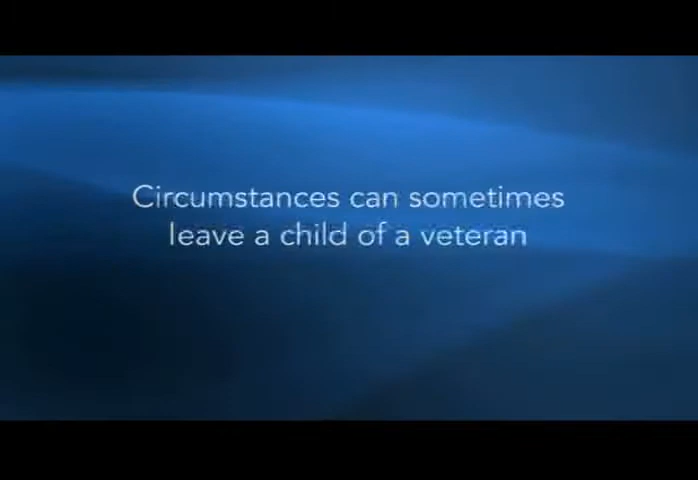 Circumstances can sometimes
leave a child of a veteran